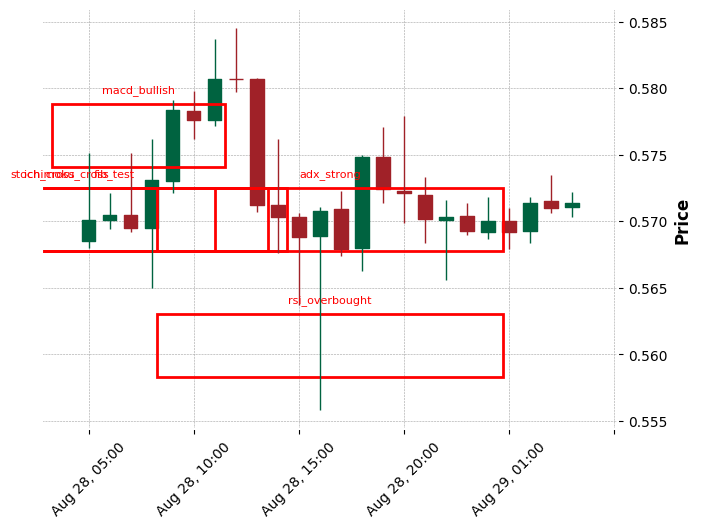 0.585
macd_bullish
0.580
0.575
stoch_cross
ichimoku_cross
fib_test
adx_strong
0.570
Price
0.565
rsi_overbought
0.560
0.555
Aug 28, 05:00
Aug 28, 10:00
Aug 28, 15:00
Aug 28, 20:00
Aug 29, 01:00